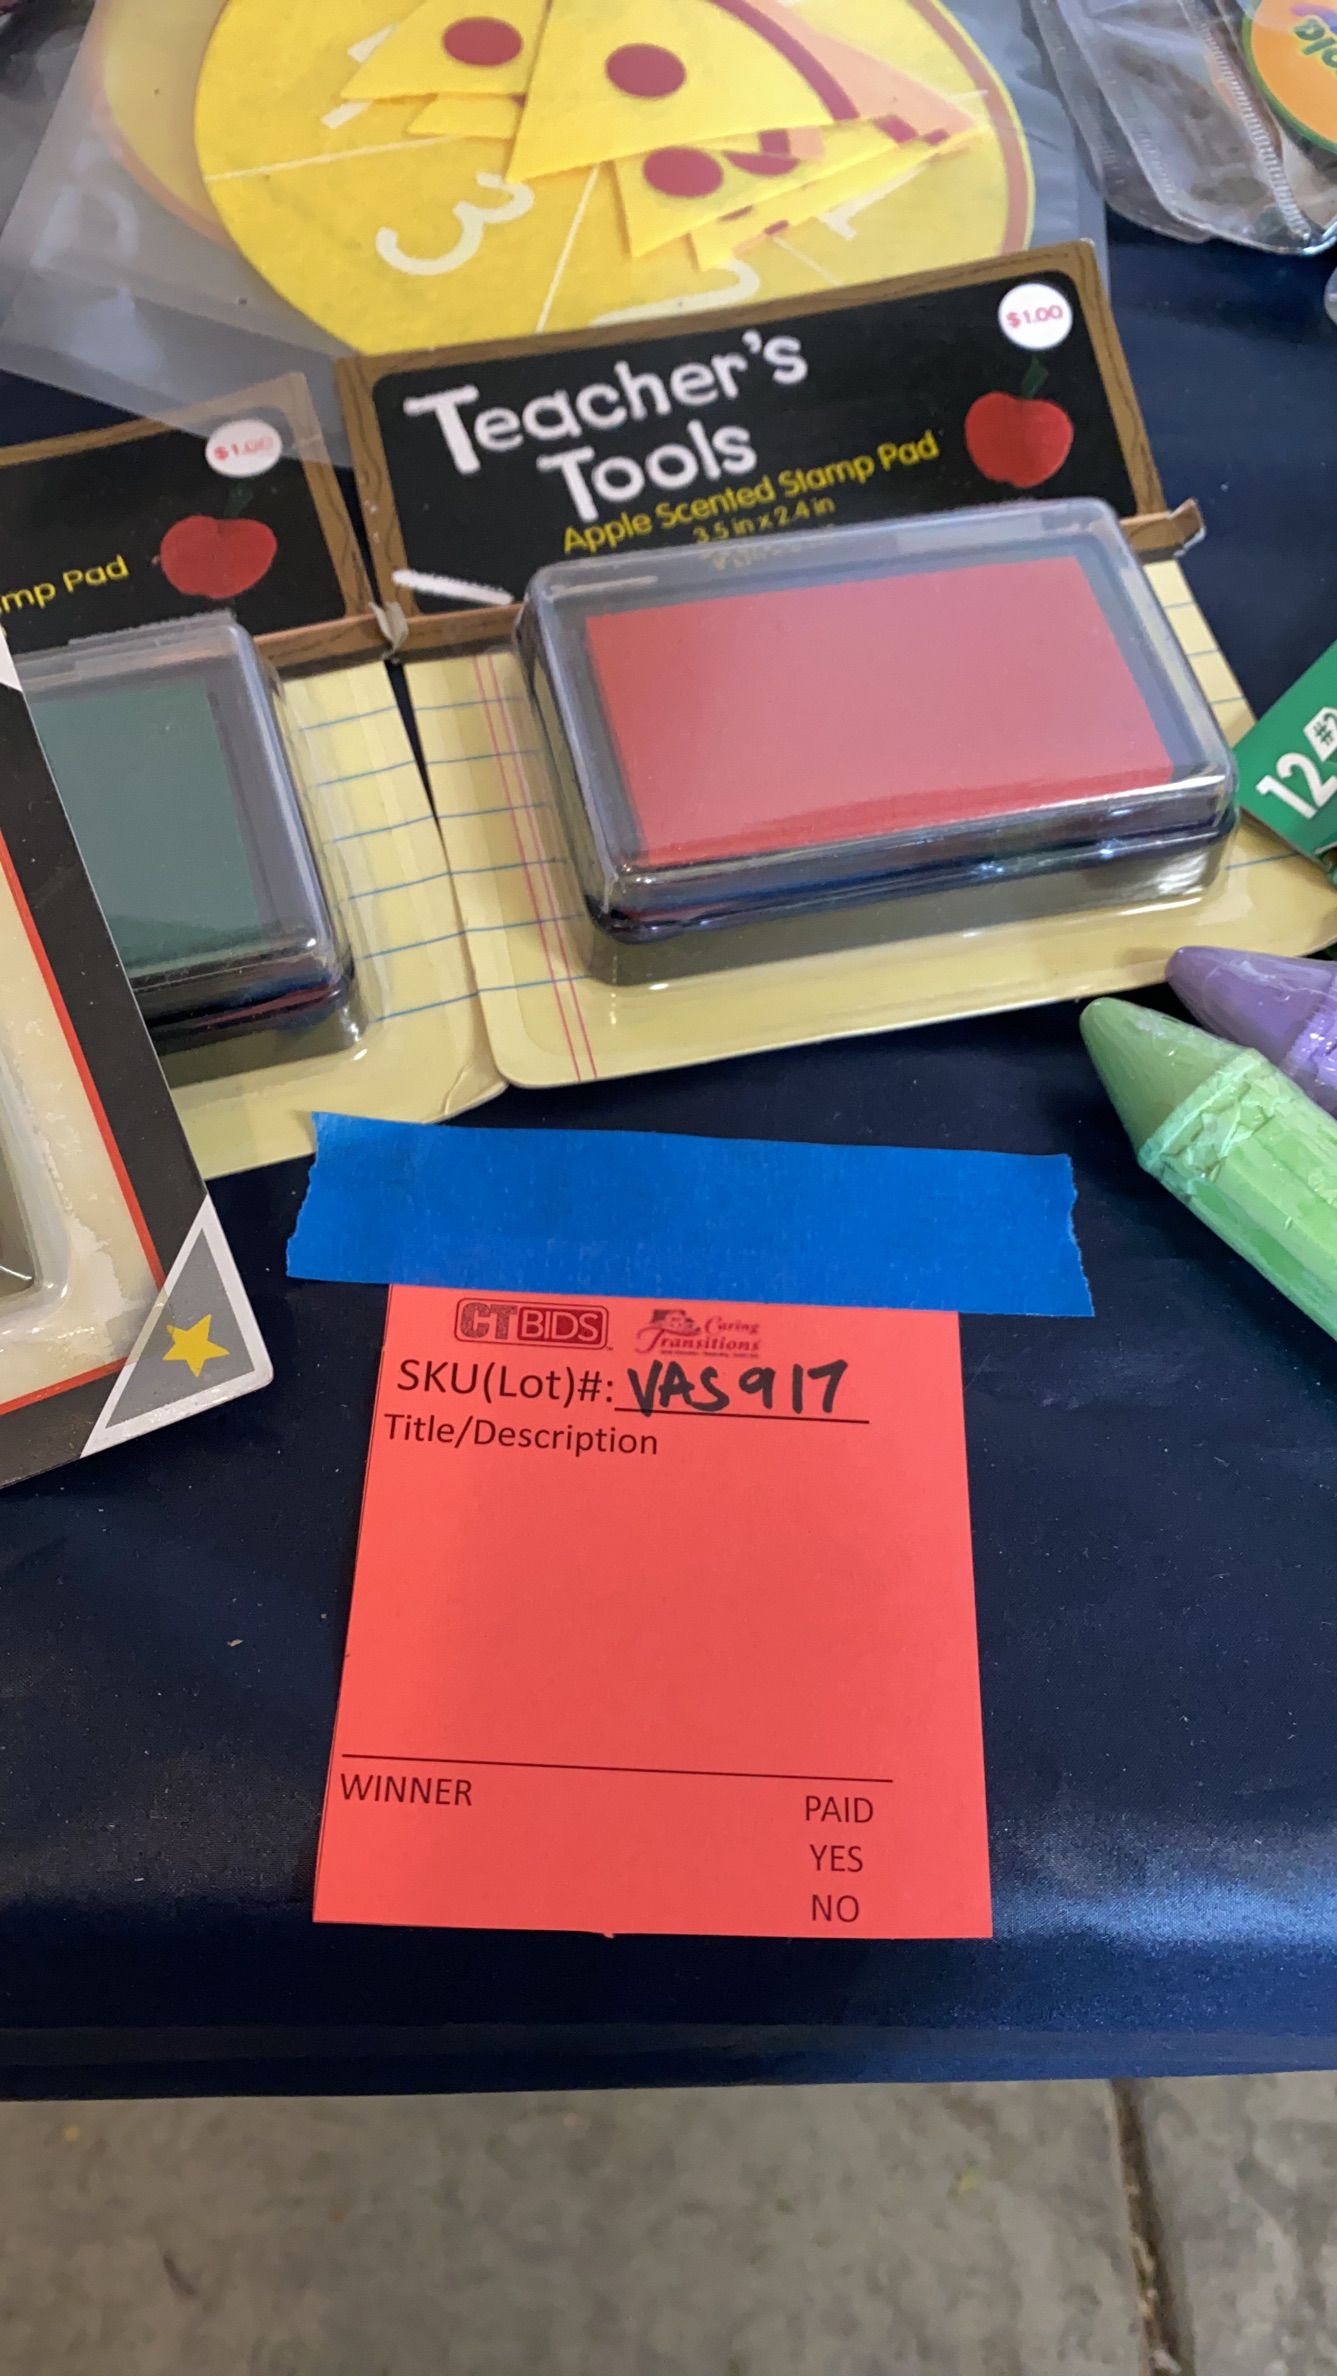 3
$1.00
Teacher's
Tools
Apple Scented Stamp Pad
3.5 in x 2.4 in
$1.00
mp Pad
12
#2
CTBIDS
Caring
Transitions
SKU(Lot)#: VAS917
Title/Description
WINNER
PAID
YES
NO